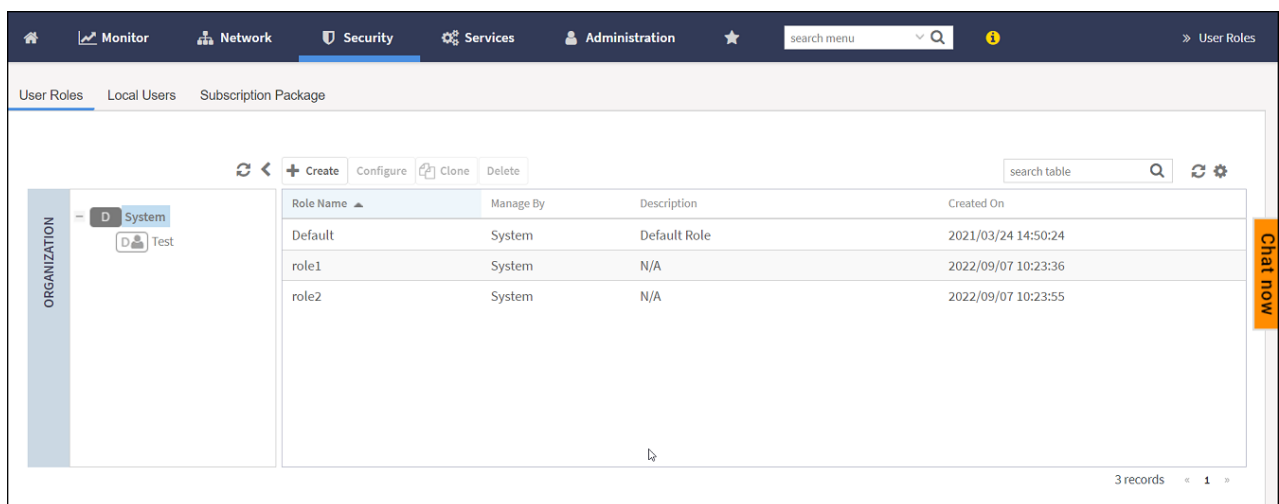 Monitor Network Security Services Administration search menu » User Roles
User Roles Local Users Subscription Package
Create Configure Clone Delete search table
ORGANIZATION
D System
D Test
Role Name Manage By Description Created On
Default System Default Role 2021/03/24 14:50:24
role1 System N/A 2022/09/07 10:23:36
role2 System N/A 2022/09/07 10:23:55
3 records « 1 »
Chat now